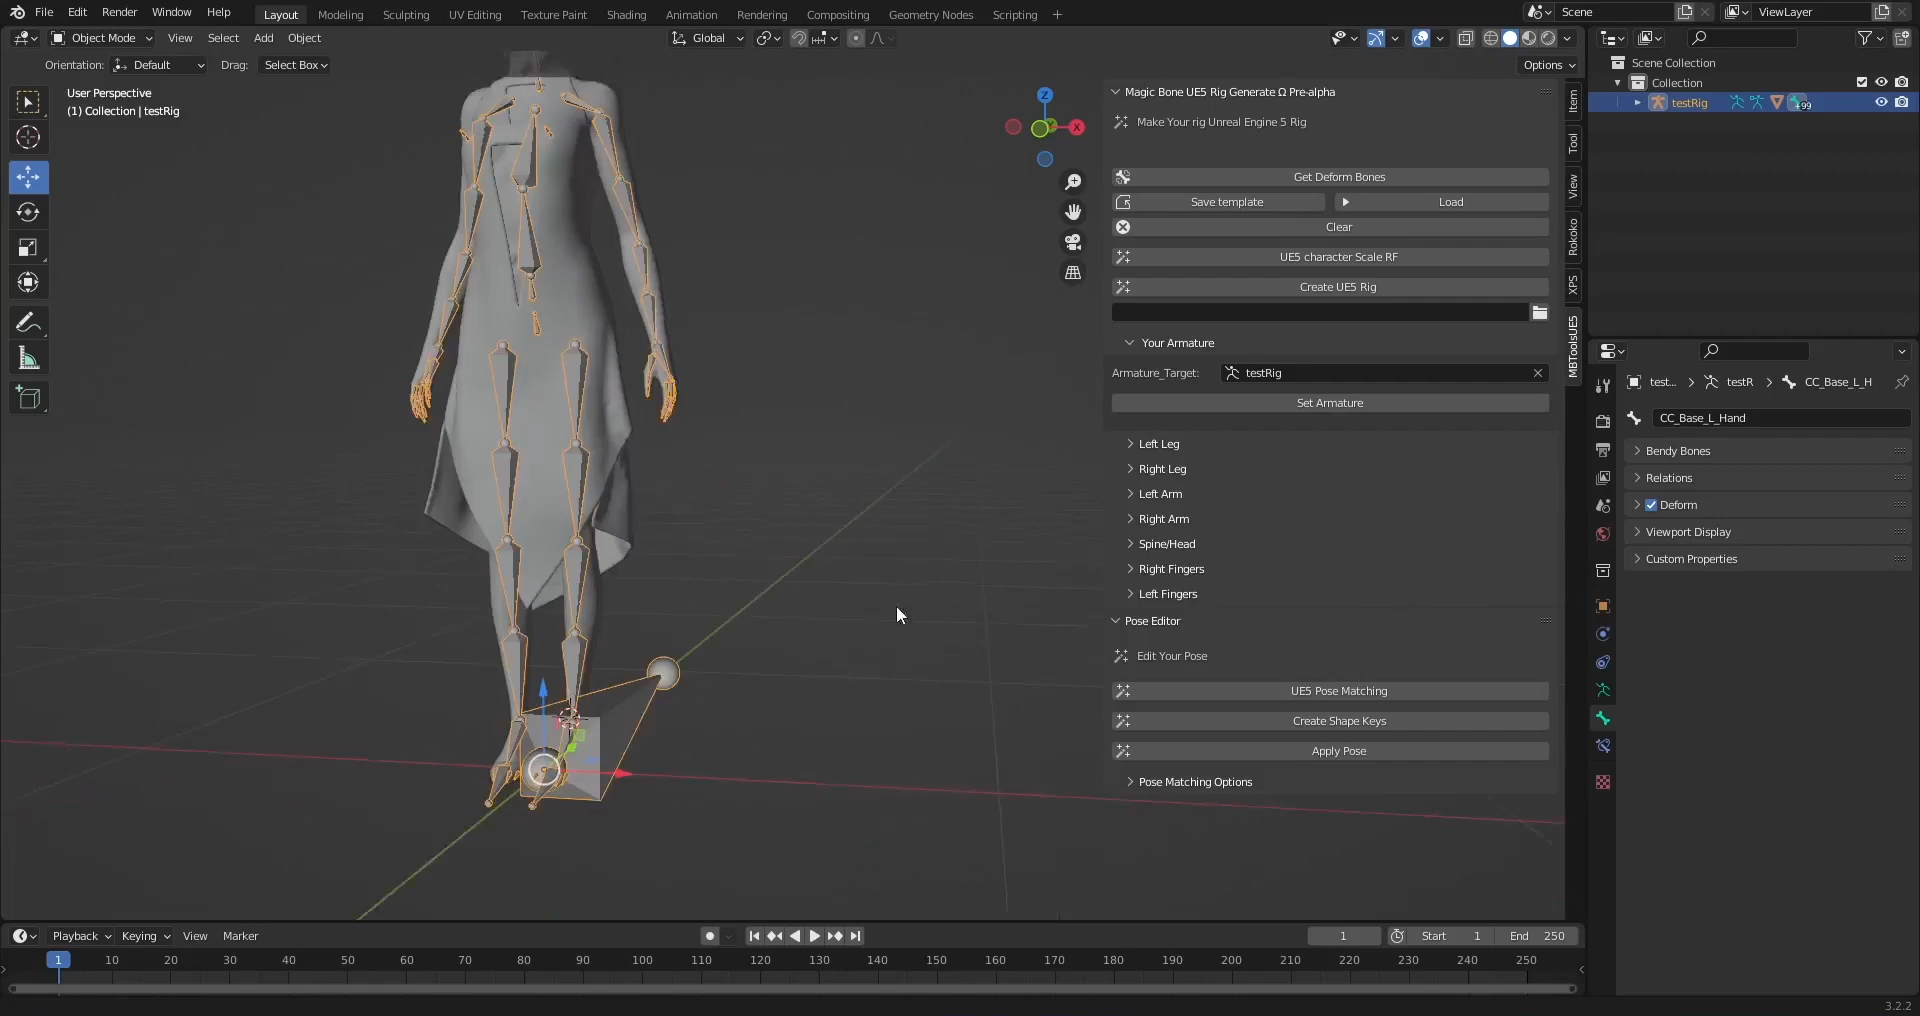 File Edit Render Window Help Layout Modeling Sculpting UV Editing Texture Paint Shading Animation Rendering Compositing Geometry Nodes Scripting Scene ViewLayer
Object Mode View Select Add Object Global
Orientation: Default Drag: Select Box Options
User Perspective
(1) Collection | testRig
Z
X
Magic Bone UE5 Rig Generate Ω Pre-alpha
Make Your rig Unreal Engine 5 Rig
Get Deform Bones
Save template Load
Clear
UE5 character Scale RF
Create UE5 Rig
Your Armature
Armature_Target: testRig
Set Armature
Left Leg
Right Leg
Left Arm
Right Arm
Spine/Head
Right Fingers
Left Fingers
Pose Editor
Edit Your Pose
UE5 Pose Matching
Create Shape Keys
Apply Pose
Pose Matching Options
Item
Tool
View
Rokoko
XPS
MBToolsUE5
Scene Collection
Collection
testRig 99
test... testR CC_Base_L_H
CC_Base_L_Hand
Bendy Bones
Relations
Deform
Viewport Display
Custom Properties
Playback Keying View Marker 1 Start 1 End 250
1 10 20 30 40 50 60 70 80 90 100 110 120 130 140 150 160 170 180 190 200 210 220 230 240 250
3.2.2